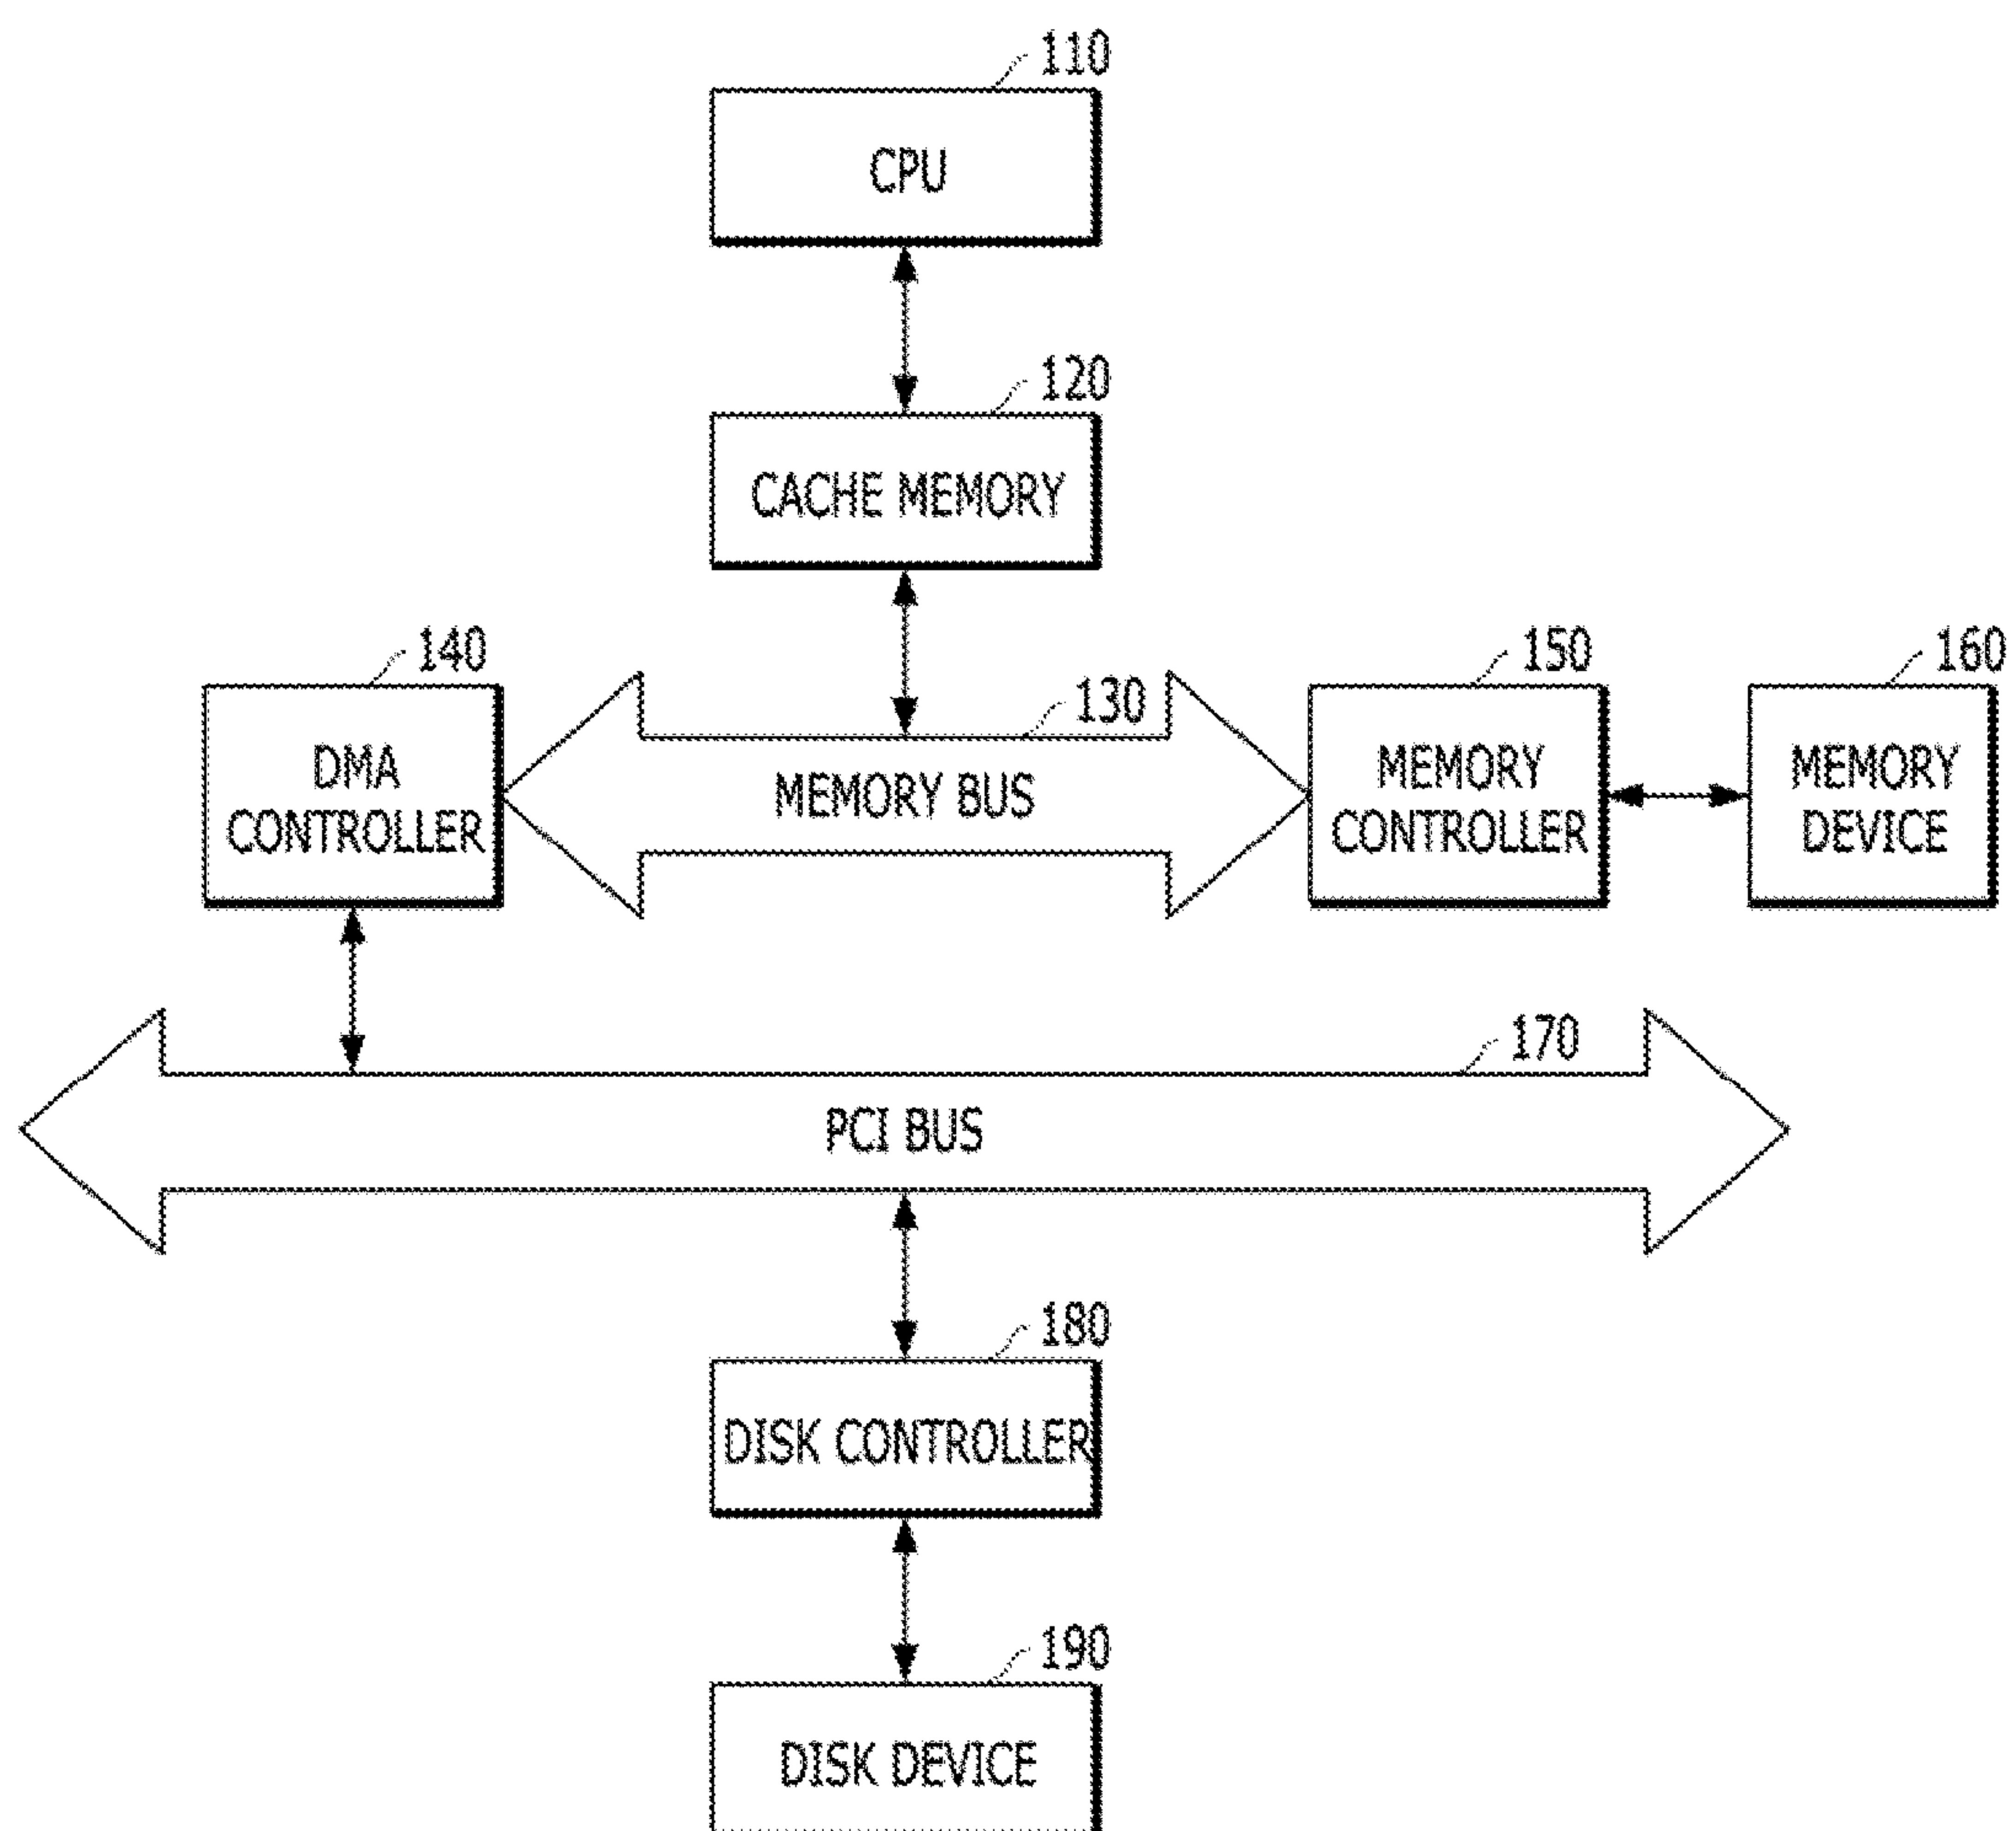 110
CPU
120
CACHE MEMORY
140
130
150
160
DMA
CONTROLLER
MEMORY BUS
MEMORY
CONTROLLER
MEMORY
DEVICE
170
PCI BUS
180
DISK CONTROLLER
190
DISK DEVICE